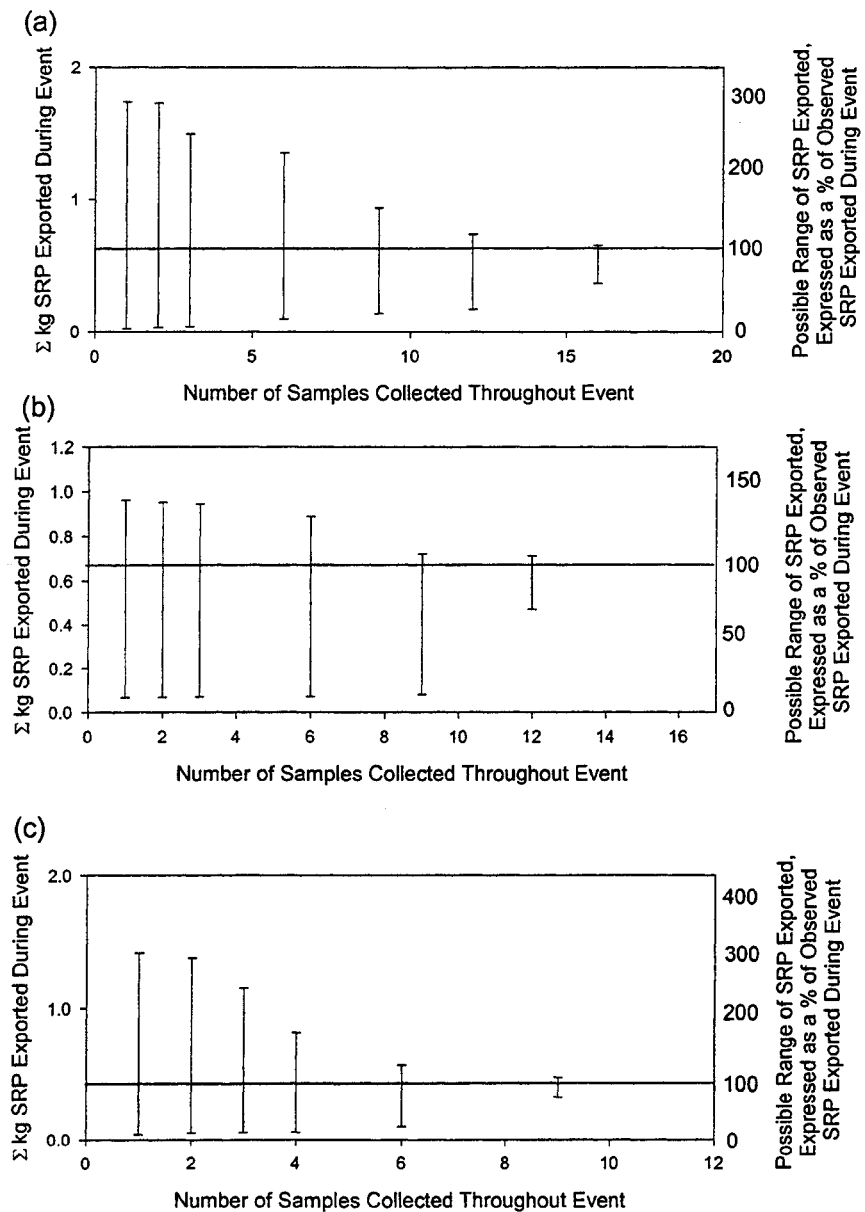 (a)
Σ kg SRP Exported During Event
2
1
0
300
200
100
0
Possible Range of SRP Exported,
Expressed as a % of Observed
SRP Exported During Event
0 5 10 15 20
Number of Samples Collected Throughout Event
(b)
Σ kg SRP Exported During Event
1.2
1.0
0.8
0.6
0.4
0.2
0.0
150
100
50
0
Possible Range of SRP Exported,
Expressed as a % of Observed
SRP Exported During Event
0 2 4 6 8 10 12 14 16
Number of Samples Collected Throughout Event
(c)
Σ kg SRP Exported During Event
2.0
1.0
0.0
400
300
200
100
0
Possible Range of SRP Exported,
Expressed as a % of Observed
SRP Exported During Event
0 2 4 6 8 10 12
Number of Samples Collected Throughout Event